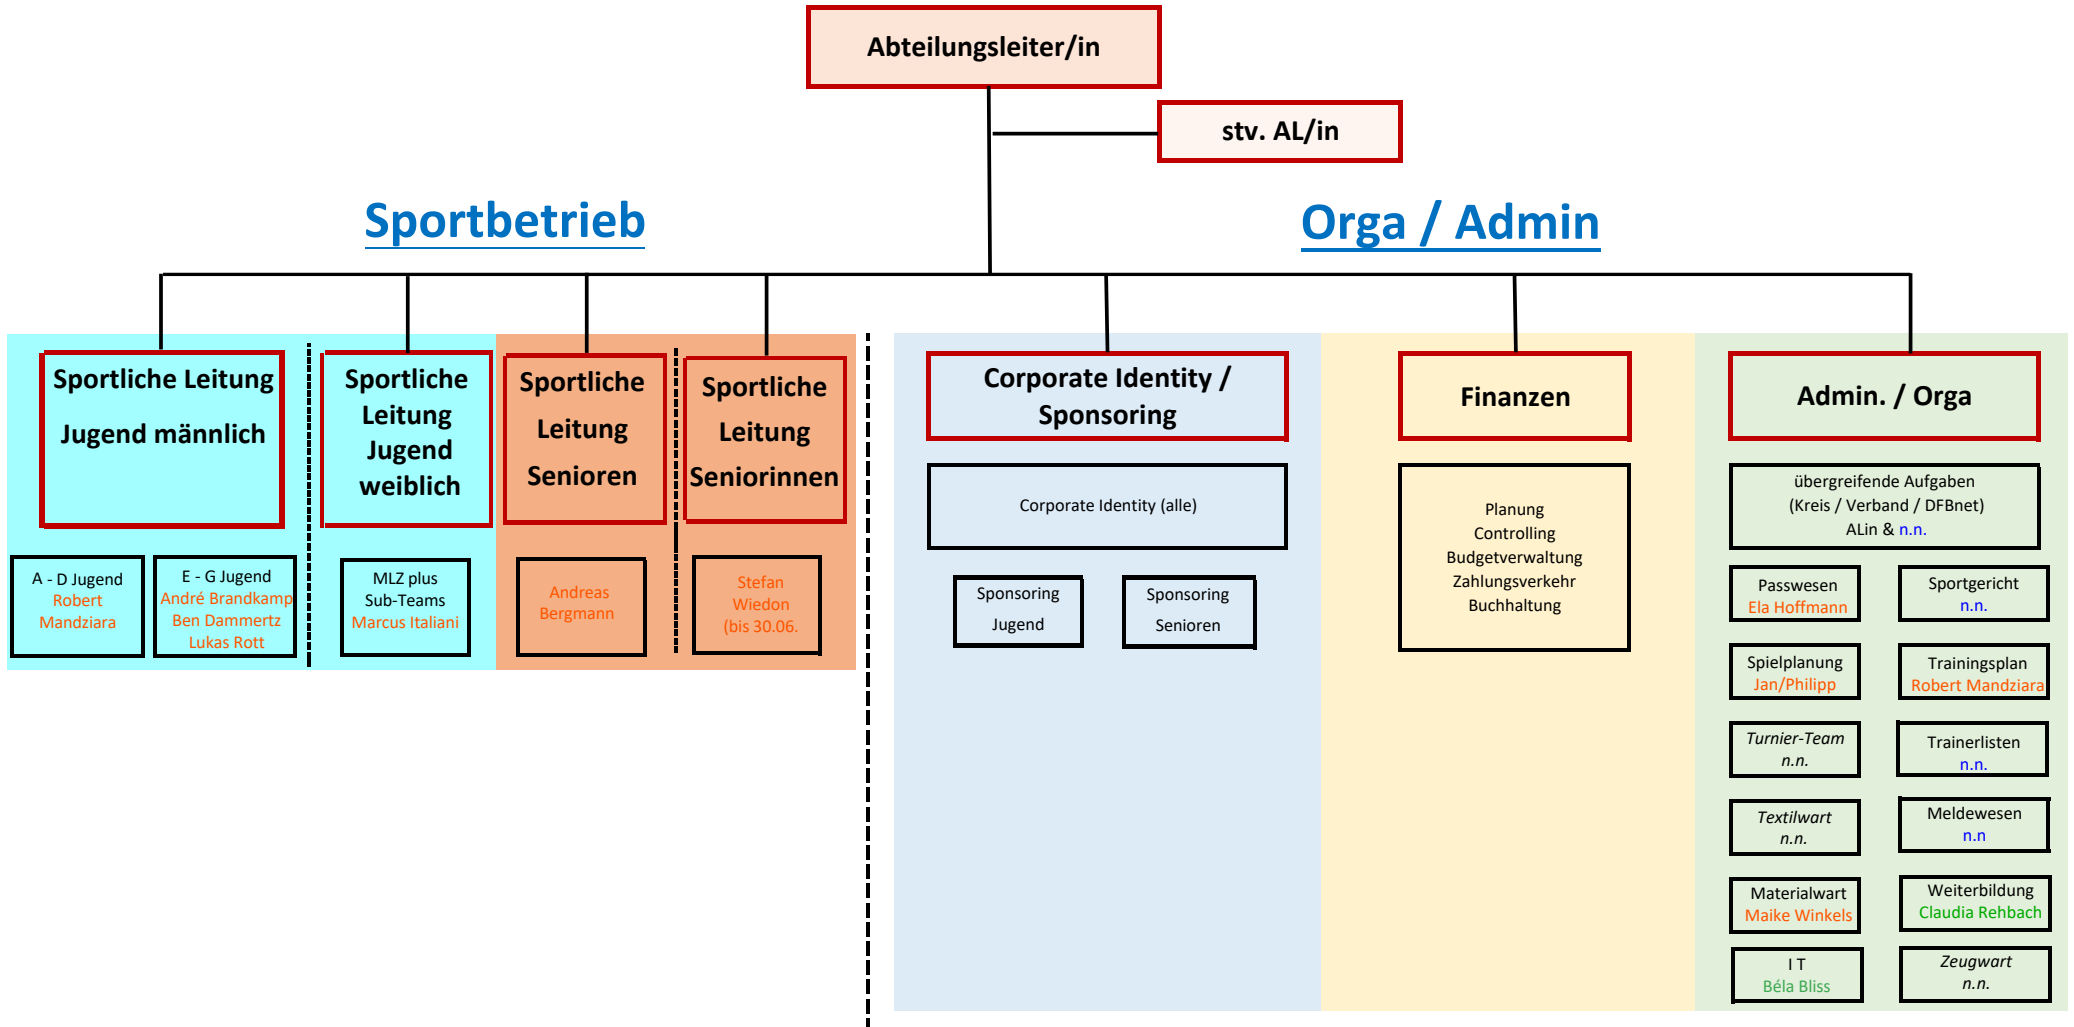 Abteilungsleiter/in
stv. AL/in
Sportbetrieb
Orga / Admin
Sportliche Leitung
Jugend männlich
Sportliche
Leitung
Jugend
weiblich
Sportliche
Leitung
Senioren
Sportliche
Leitung
Seniorinnen
A - D Jugend
Robert
Mandziara
E - G Jugend
André Brandkamp
Ben Dammertz
Lukas Rott
MLZ plus
Sub-Teams
Marcus Italiani
Andreas
Bergmann
Stefan
Wiedon
(bis 30.06.
Corporate Identity /
Sponsoring
Corporate Identity (alle)
Sponsoring
Jugend
Sponsoring
Senioren
Finanzen
Planung
Controlling
Budgetverwaltung
Zahlungsverkehr
Buchhaltung
Admin. / Orga
übergreifende Aufgaben
(Kreis / Verband / DFBnet)
ALin & n.n.
Passwesen
Ela Hoffmann
Sportgericht
n.n.
Spielplanung
Jan/Philipp
Trainingsplan
Robert Mandziara
Turnier-Team
n.n.
Trainerlisten
n.n.
Textilwart
n.n.
Meldewesen
n.n
Materialwart
Maike Winkels
Weiterbildung
Claudia Rehbach
I T
Béla Bliss
Zeugwart
n.n.